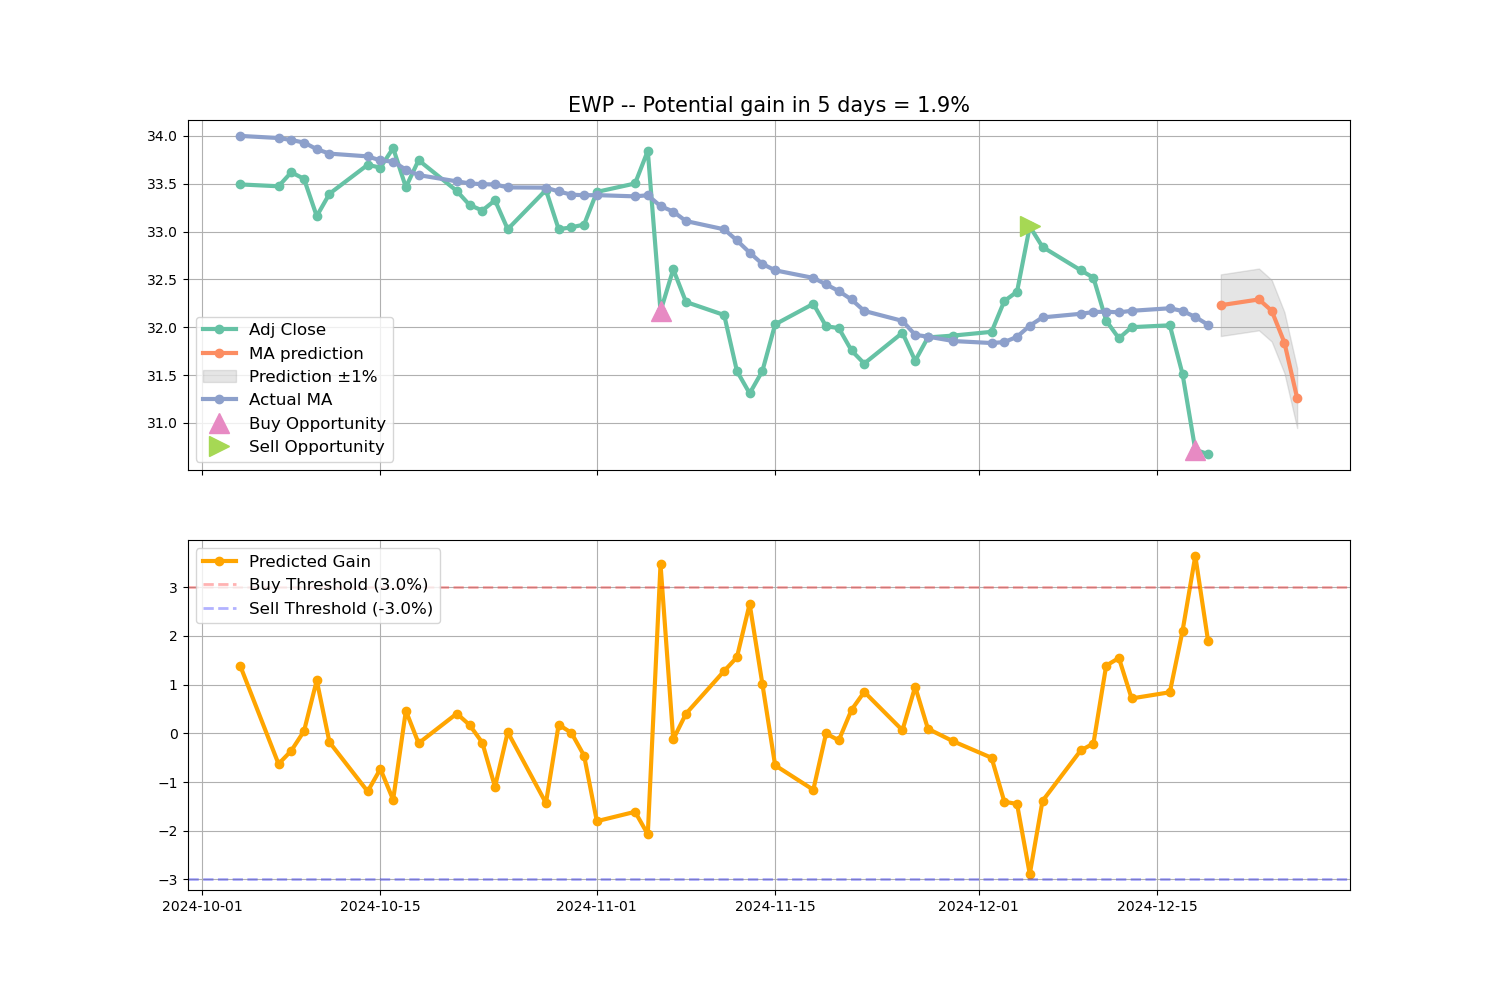 EWP -- Potential gain in 5 days = 1.9%
34.0
33.5
33.0
32.5
32.0
31.5
31.0
Adj Close
MA prediction
Prediction ±1%
Actual MA
Buy Opportunity
Sell Opportunity
3
2
1
0
−1
−2
−3
Predicted Gain
Buy Threshold (3.0%)
Sell Threshold (-3.0%)
2024-10-01 2024-10-15 2024-11-01 2024-11-15 2024-12-01 2024-12-15